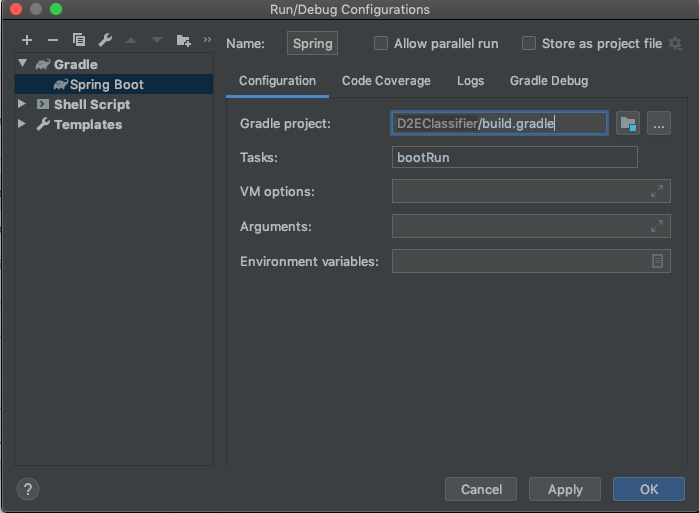 Run/Debug Configurations
Name: Spring Allow parallel run Store as project file
Gradle
Spring Boot
Shell Script
Templates
Configuration Code Coverage Logs Gradle Debug
Gradle project: D2EClassifier/build.gradle ...
Tasks: bootRun
VM options:
Arguments:
Environment variables:
? Cancel Apply OK